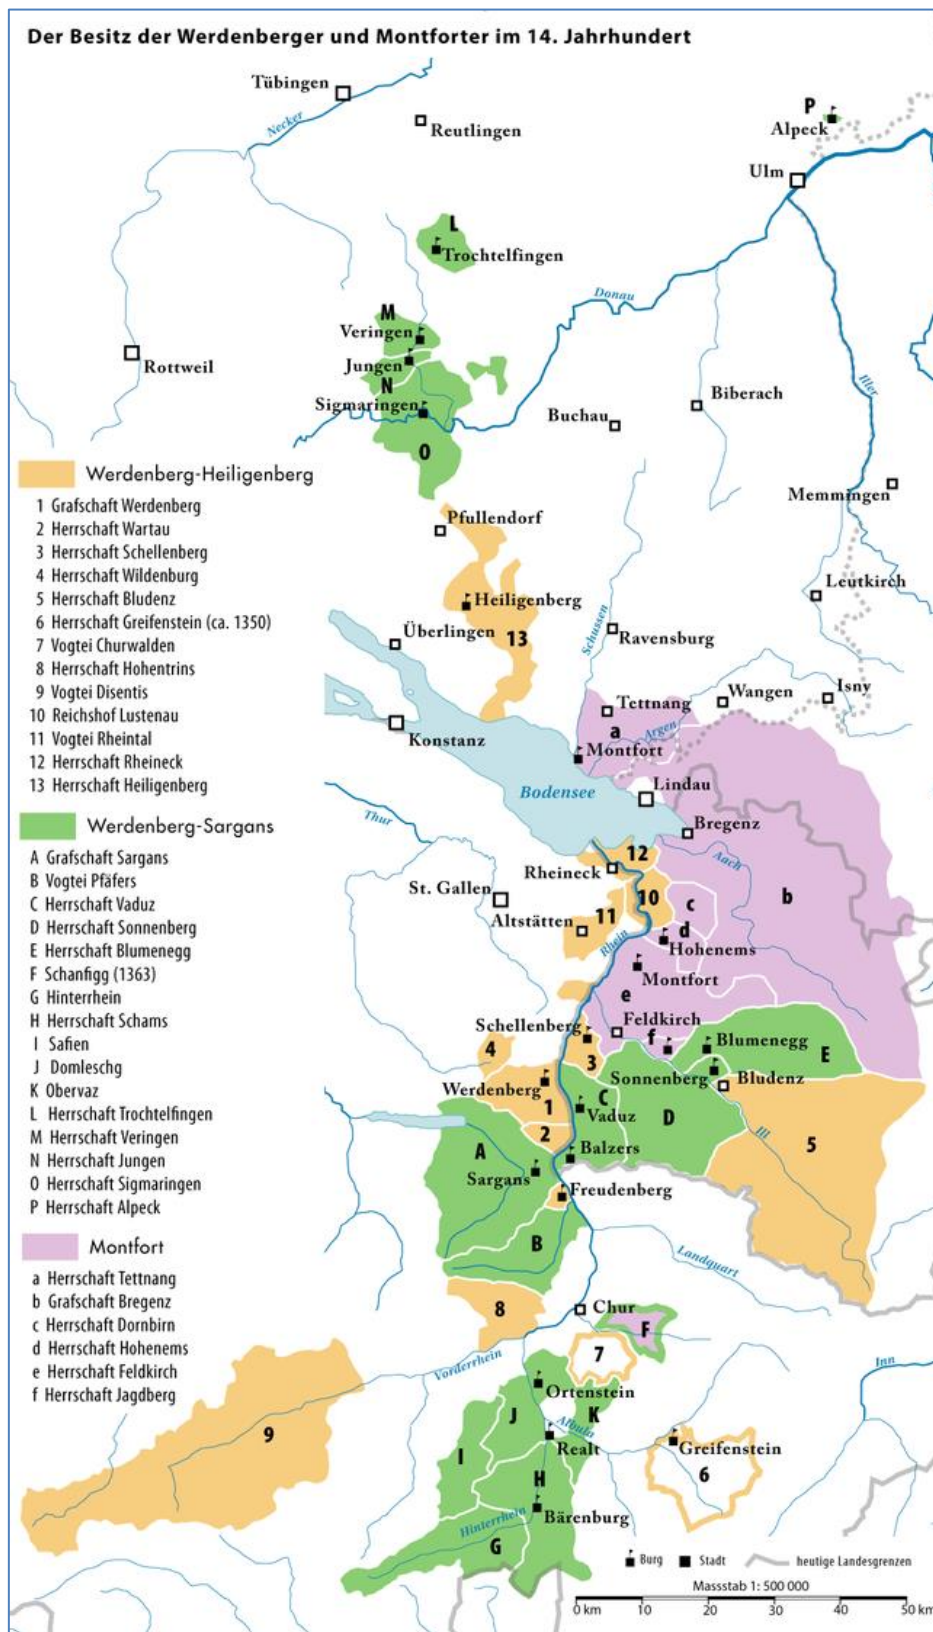 Der Besitz der Werdenberger und Montforter im 14. Jahrhundert
Tübingen
Necker
Reutlingen
P
Alpeck
Ulm
L
Trochtelfingen
Donau
M
Veringen
Jungen
N
Sigmaringen
O
Rottweil
Buchau
Biberach
Iller
Memmingen
Werdenberg-Heiligenberg
1 Grafschaft Werdenberg
2 Herrschaft Wartau
3 Herrschaft Schellenberg
4 Herrschaft Wildenburg
5 Herrschaft Bludenz
6 Herrschaft Greifenstein (ca. 1350)
7 Vogtei Churwalden
8 Herrschaft Hohentrins
9 Vogtei Disentis
10 Reichshof Lustenau
11 Vogtei Rheintal
12 Herrschaft Rheineck
13 Herrschaft Heiligenberg
Werdenberg-Sargans
A Grafschaft Sargans
B Vogtei Pfäfers
C Herrschaft Vaduz
D Herrschaft Sonnenberg
E Herrschaft Blumenegg
F Schanfigg (1363)
G Hinterrhein
H Herrschaft Schams
I Safien
J Domleschg
K Obervaz
L Herrschaft Trochtelfingen
M Herrschaft Veringen
N Herrschaft Jungen
O Herrschaft Sigmaringen
P Herrschaft Alpeck
Montfort
a Herrschaft Tettnang
b Grafschaft Bregenz
c Herrschaft Dornbirn
d Herrschaft Hohenems
e Herrschaft Feldkirch
f Herrschaft Jagdberg
Pfullendorf
Heiligenberg
13
Überlingen
Schussen
Ravensburg
Leutkirch
Tettnang
Wangen
Isny
a
Argen
Montfort
Konstanz
Bodensee
Lindau
Bregenz
Thur
Aach
12
Rheineck
St. Gallen
10
c
b
Altstätten
11
d
Rhein
Hohenems
Montfort
e
Feldkirch
Schellenberg
f
Blumenegg
E
4
3
Sonnenberg
Bludenz
Werdenberg
1
C
Vaduz
D
Ill
5
2
A
Balzers
Sargans
Freudenberg
B
Landquart
8
Chur
F
7
Vorderrhein
Inn
Ortenstein
J
K
Albula
9
Realt
Greifenstein
I
6
H
Bärenburg
Hinterrhein
G
Burg
Stadt
heutige Landesgrenzen
Massstab 1: 500 000
0 km 10 20 30 40 50 km